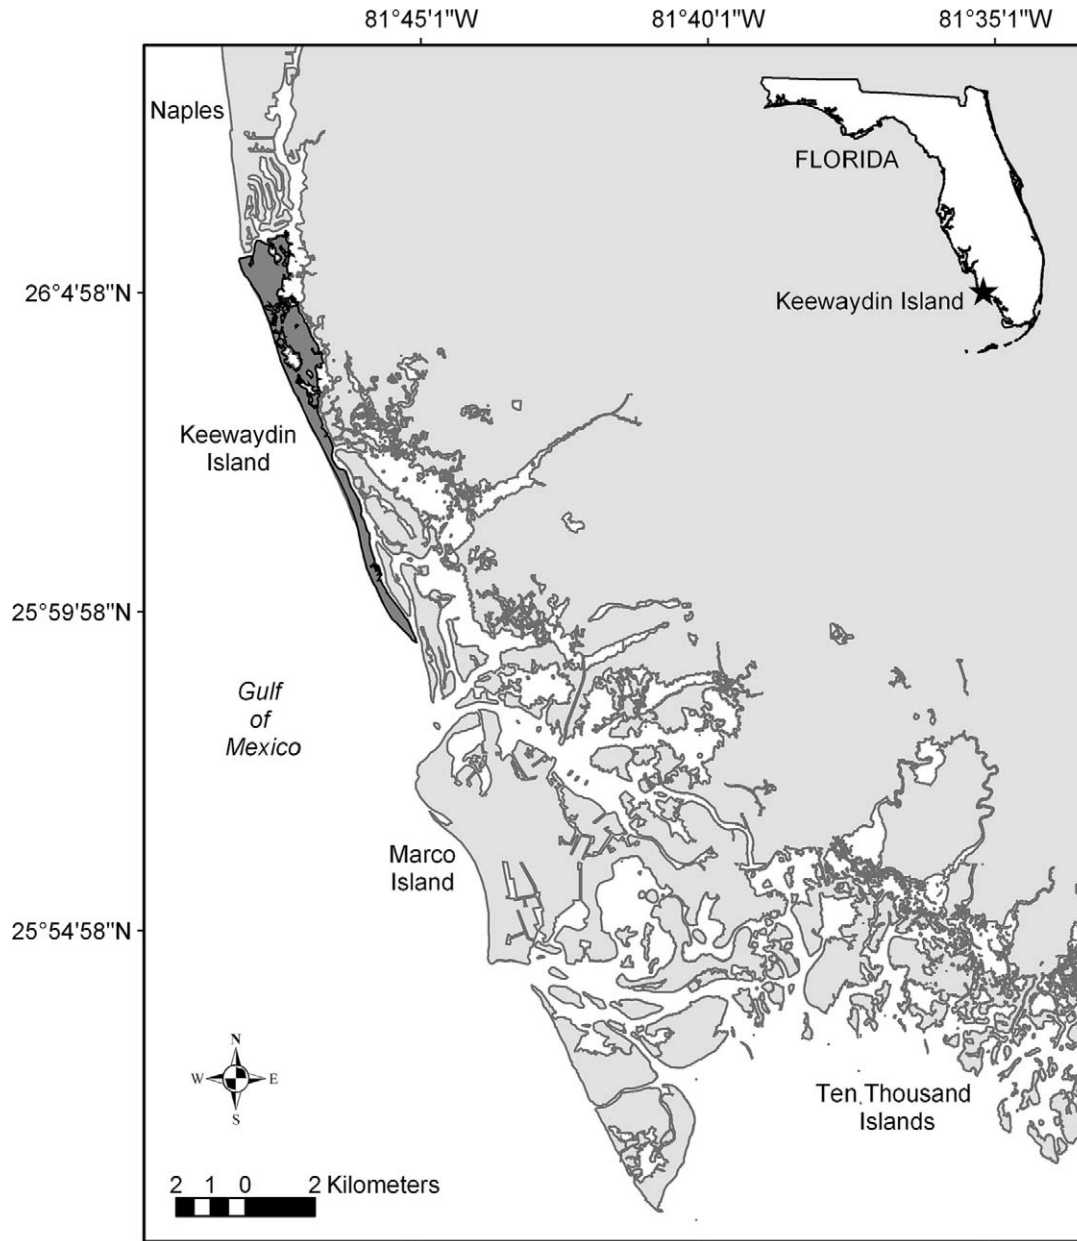 81°45'1"W 81°40'1"W 81°35'1"W
Naples
FLORIDA
26°4'58"N
Keewaydin Island
Keewaydin
Island
25°59'58"N
Gulf
of
Mexico
Marco
Island
25°54'58"N
N
W E
S
Ten Thousand
Islands
2 1 0 2 Kilometers